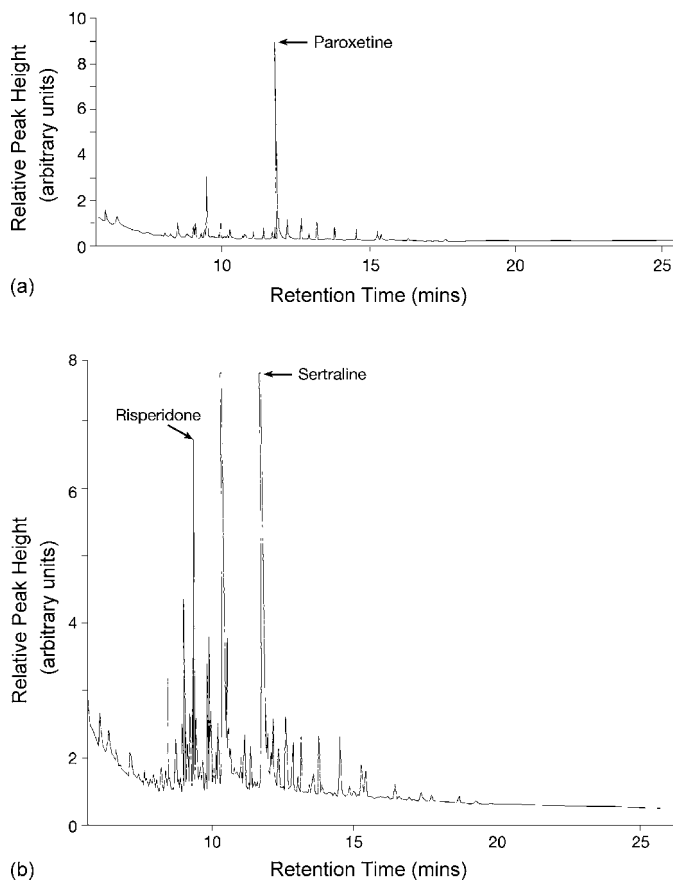 10
8
6
4
2
0
Relative Peak Height
(arbitrary units)
Paroxetine
10
15
20
25
Retention Time (mins)
(a)
8
6
4
2
0
Relative Peak Height
(arbitrary units)
Sertraline
Risperidone
10
15
20
25
Retention Time (mins)
(b)